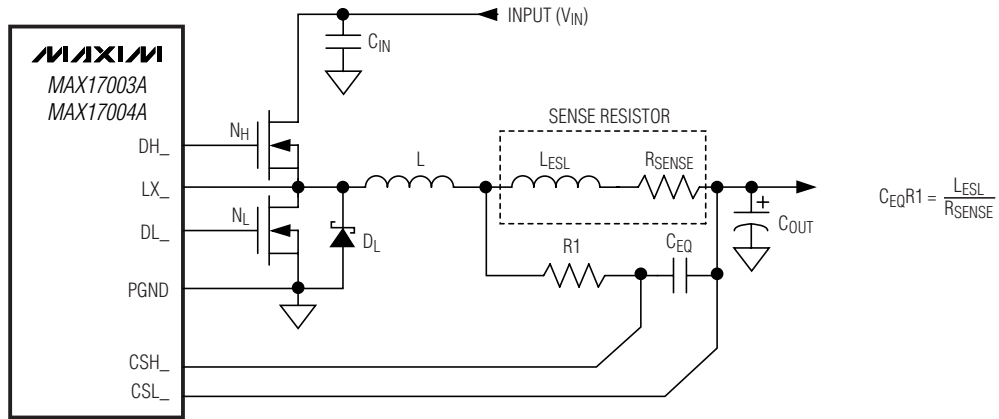 INPUT (VIN)
CIN
MAXIM
MAX17003A
MAX17004A
SENSE RESISTOR
NH
DH_
L
LESL
RSENSE
LX_
CEQR1 = LESL
RSENSE
+
COUT
NL
DL_
DL
R1
CEQ
PGND
CSH_
CSL_